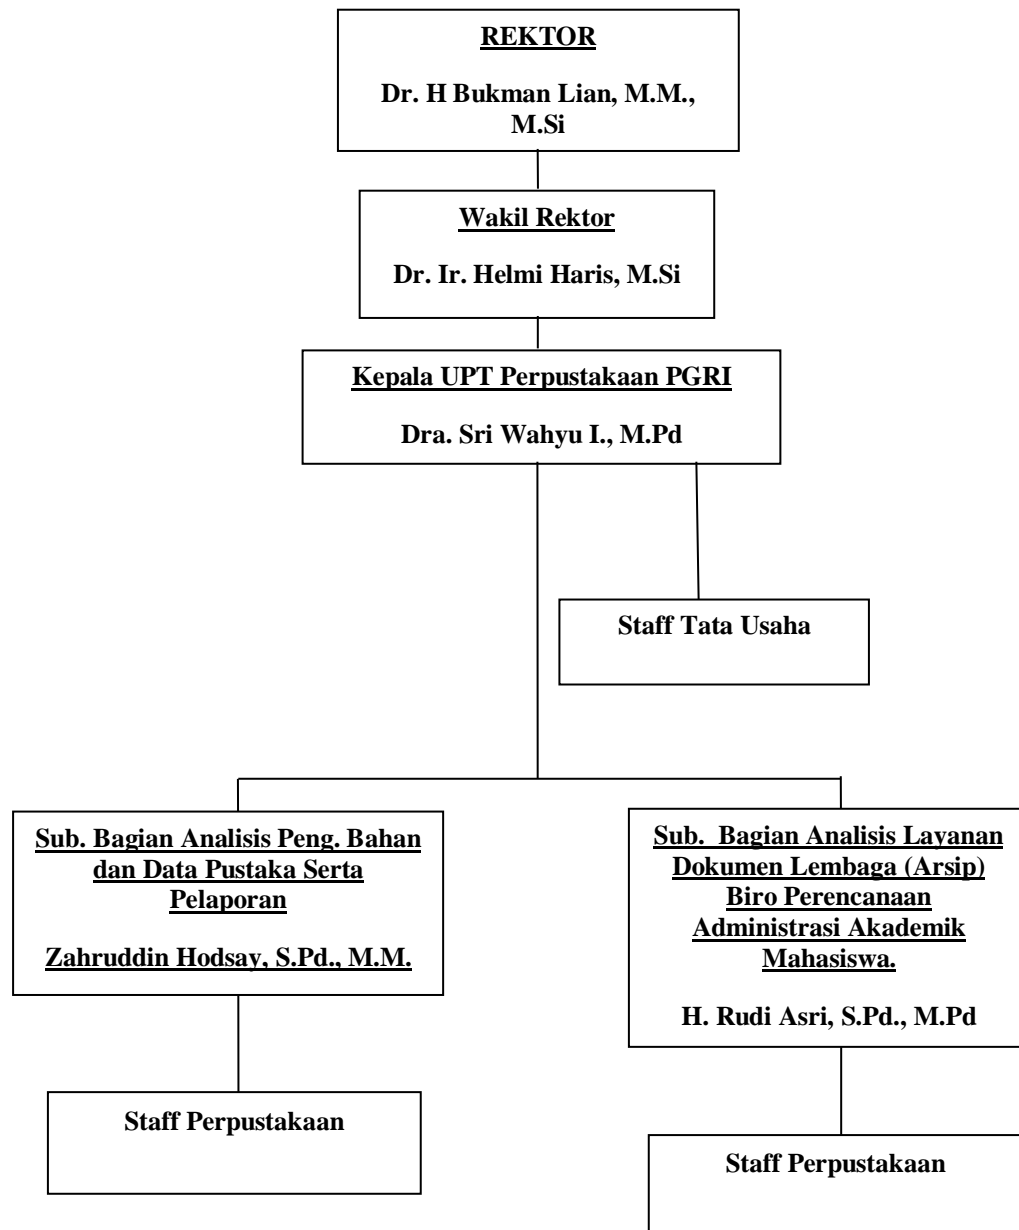 REKTOR
Dr. H Bukman Lian, M.M.,
M.Si
Wakil Rektor
Dr. Ir. Helmi Haris, M.Si
Kepala UPT Perpustakaan PGRI
Dra. Sri Wahyu I., M.Pd
Staff Tata Usaha
Sub. Bagian Analisis Peng. Bahan
dan Data Pustaka Serta
Pelaporan
Zahruddin Hodsay, S.Pd., M.M.
Sub. Bagian Analisis Layanan
Dokumen Lembaga (Arsip)
Biro Perencanaan
Administrasi Akademik
Mahasiswa.
H. Rudi Asri, S.Pd., M.Pd
Staff Perpustakaan
Staff Perpustakaan